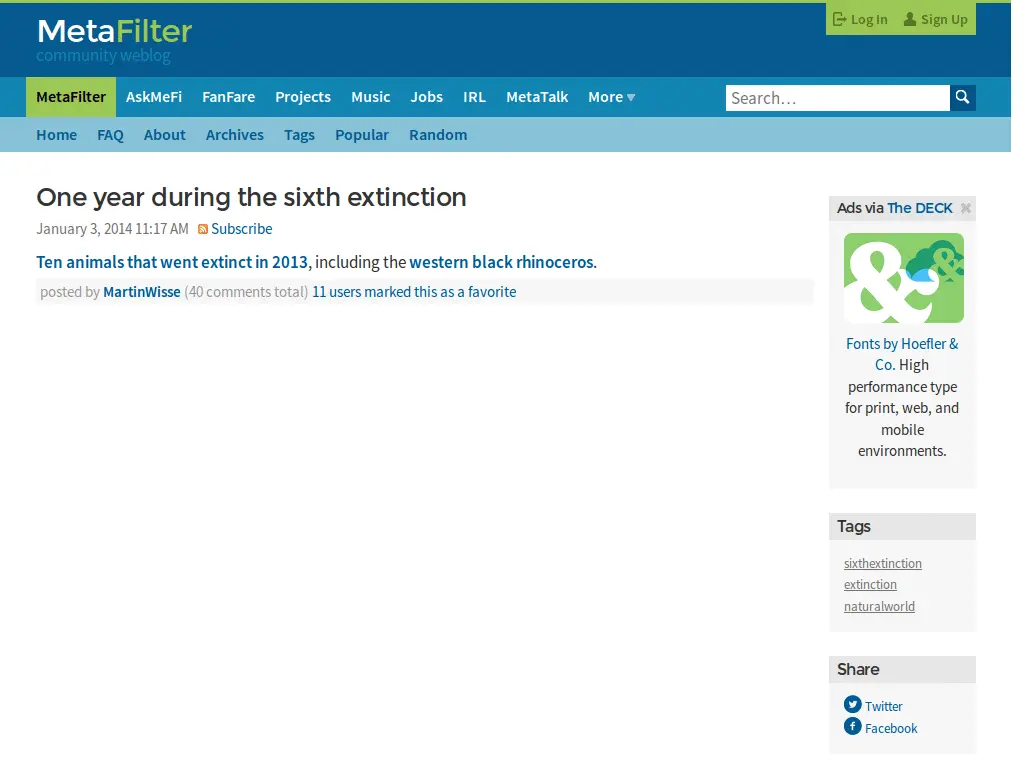 MetaFilter
community weblog
Log In Sign Up
MetaFilter AskMeFi FanFare Projects Music Jobs IRL MetaTalk More
Search…
Home FAQ About Archives Tags Popular Random
One year during the sixth extinction
January 3, 2014 11:17 AM Subscribe
Ten animals that went extinct in 2013, including the western black rhinoceros.
posted by MartinWisse (40 comments total) 11 users marked this as a favorite
Ads via The DECK
&
&
Fonts by Hoefler &
Co. High
performance type
for print, web, and
mobile
environments.
Tags
sixthextinction
extinction
naturalworld
Share
Twitter
Facebook